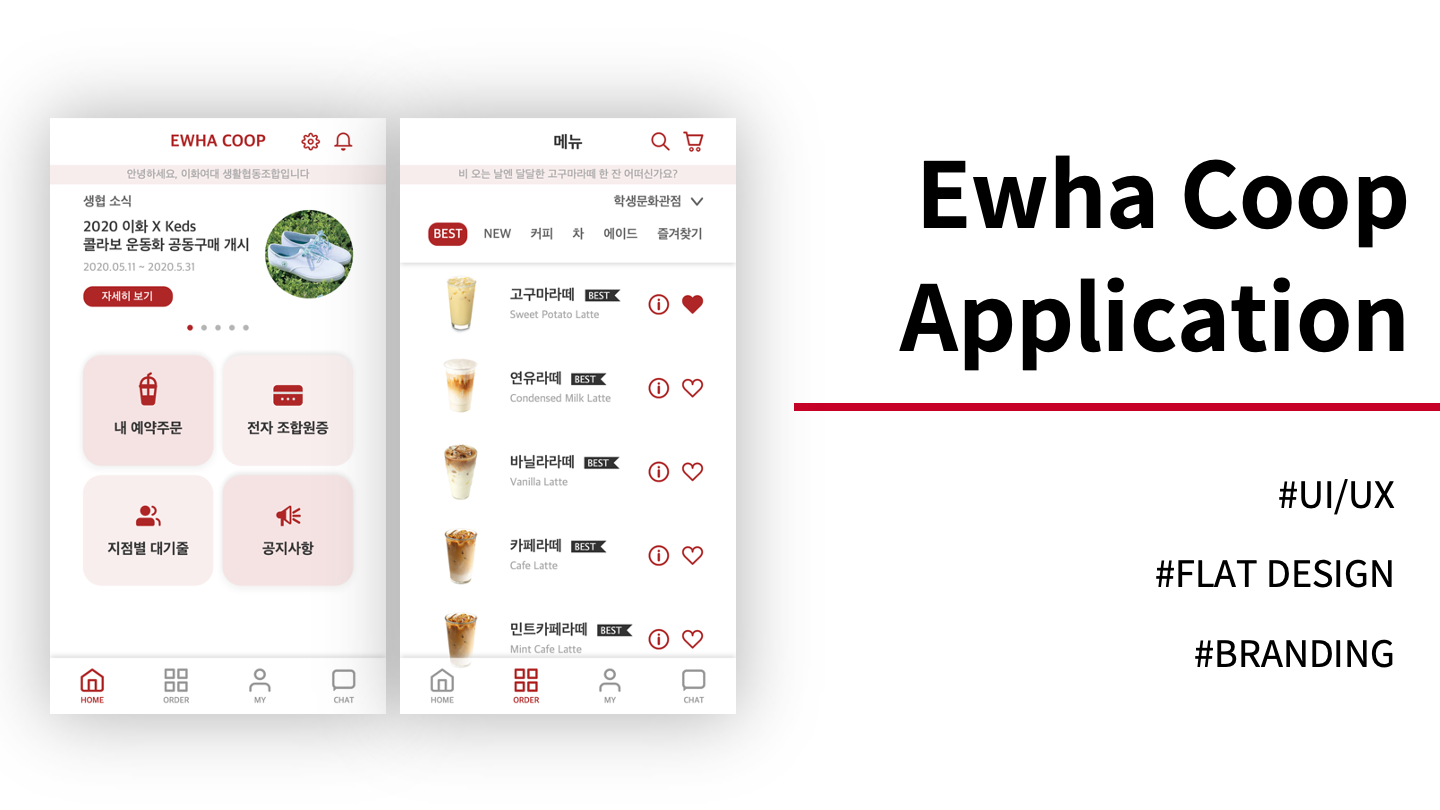 EWHA COOP
안녕하세요, 이화여대 생활협동조합입니다
생협 소식
2020 이화 X Keds
콜라보 운동화 공동구매 개시
2020.05.11 ~ 2020.5.31
자세히 보기
내 예약주문
전자 조합원증
지점별 대기줄
공지사항
HOME
ORDER
MY
CHAT
메뉴
비 오는 날엔 달달한 고구마라떼 한 잔 어떠신가요?
학생문화관점
BEST NEW 커피 차 에이드 즐겨찾기
고구마라떼 BEST
Sweet Potato Latte
연유라떼 BEST
Condensed Milk Latte
바닐라라떼 BEST
Vanilla Latte
카페라떼 BEST
Cafe Latte
민트카페라떼 BEST
Mint Cafe Latte
HOME
ORDER
MY
CHAT
Ewha Coop
Application
#UI/UX
#FLAT DESIGN
#BRANDING